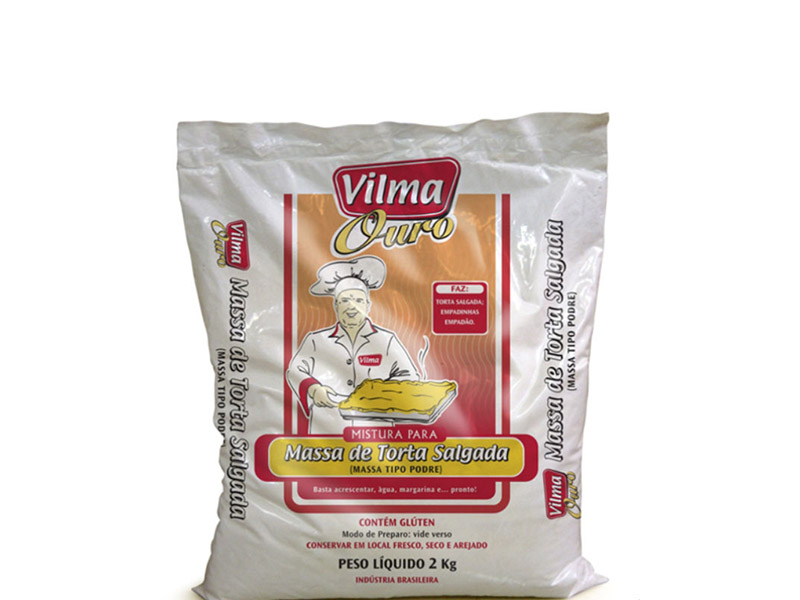 Vilma
Ouro
FAZ:
TORTA SALGADA;
EMPADINHAS
EMPADÃO.
Vilma
MISTURA PARA
Massa de Torta Salgada
(MASSA TIPO PODRE)
Basta acrescentar, água, margarina e... pronto!
CONTÉM GLÚTEN
Modo de Preparo: vide verso
CONSERVAR EM LOCAL FRESCO, SECO E AREJADO
PESO LÍQUIDO 2 Kg
INDÚSTRIA BRASILEIRA
Vilma
Ouro
Massa de Torta Salgada
(MASSA TIPO PODRE)
Vilma
Ouro
Massa de Torta Salgada
(MASSA TIPO PODRE)